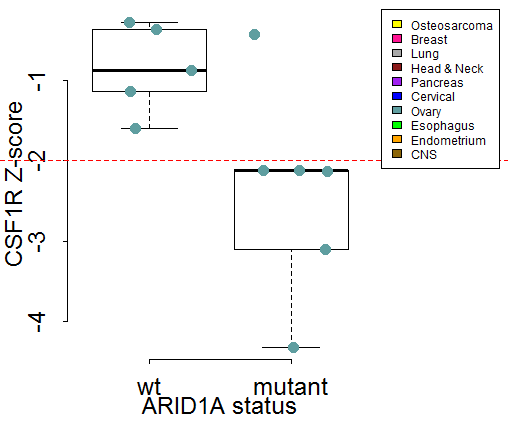 CSF1R Z-score
-1
-2
-3
-4
wt
mutant
ARID1A status
Osteosarcoma
Breast
Lung
Head & Neck
Pancreas
Cervical
Ovary
Esophagus
Endometrium
CNS